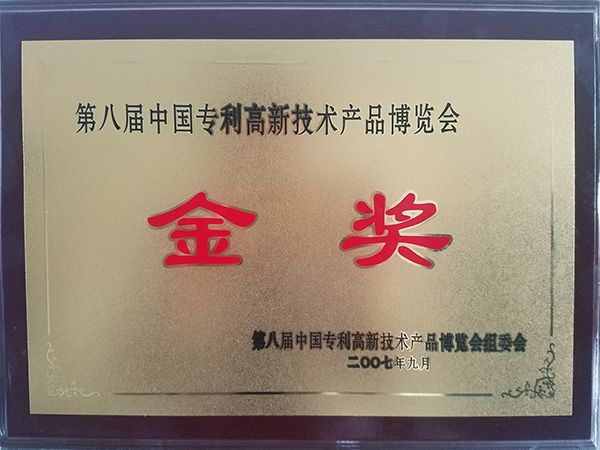 第八届中国专利高新技术产品博览会
金 奖
第八届中国专利高新技术产品博览会组委会
二〇〇七年九月